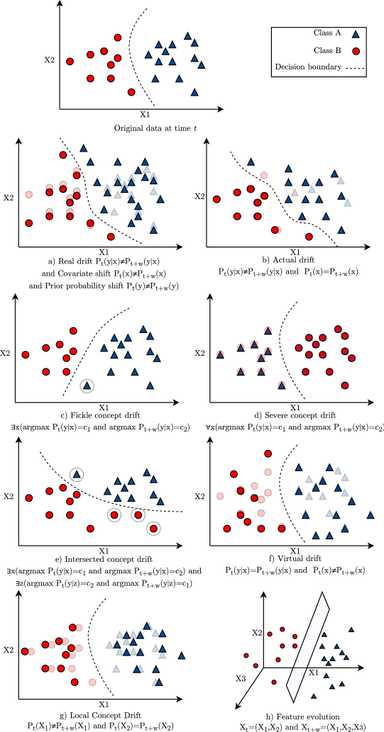 Class A
Class B
Decision boundary
X2
X1
Original data at time t
X2
X1
a) Real drift Pt(y|x)≠Pt+w(y|x)
and Covariate shift Pt(x)≠Pt+w(x)
and Prior probability shift Pt(y)≠Pt+w(y)
X2
X1
b) Actual drift
Pt(y|x)≠Pt+w(y|x) and Pt(x)=Pt+w(x)
X2
X1
c) Fickle concept drift
∃x(argmax Pt(y|x)=c1 and argmax Pt+w(y|x)=c2)
X2
X1
d) Severe concept drift
∀x(argmax Pt(y|x)=c1 and argmax Pt+w(y|x)=c2)
X2
X1
e) Intersected concept drift
∃x(argmax Pt(y|x)=c1 and argmax Pt+w(y|x)=c2) and
∃z(argmax Pt(y|z)=c2 and argmax Pt+w(y|z)=c1)
X2
X1
f) Virtual drift
Pt(y|x)=Pt+w(y|x) and Pt(x)≠Pt+w(x)
X2
X1
g) Local Concept Drift
Pt(X1)≠Pt+w(X1) and Pt(X2)=Pt+w(X2)
X2
X1
X3
h) Feature evolution
Xt=(X1,X2) and Xt+w=(X1,X2,X3)